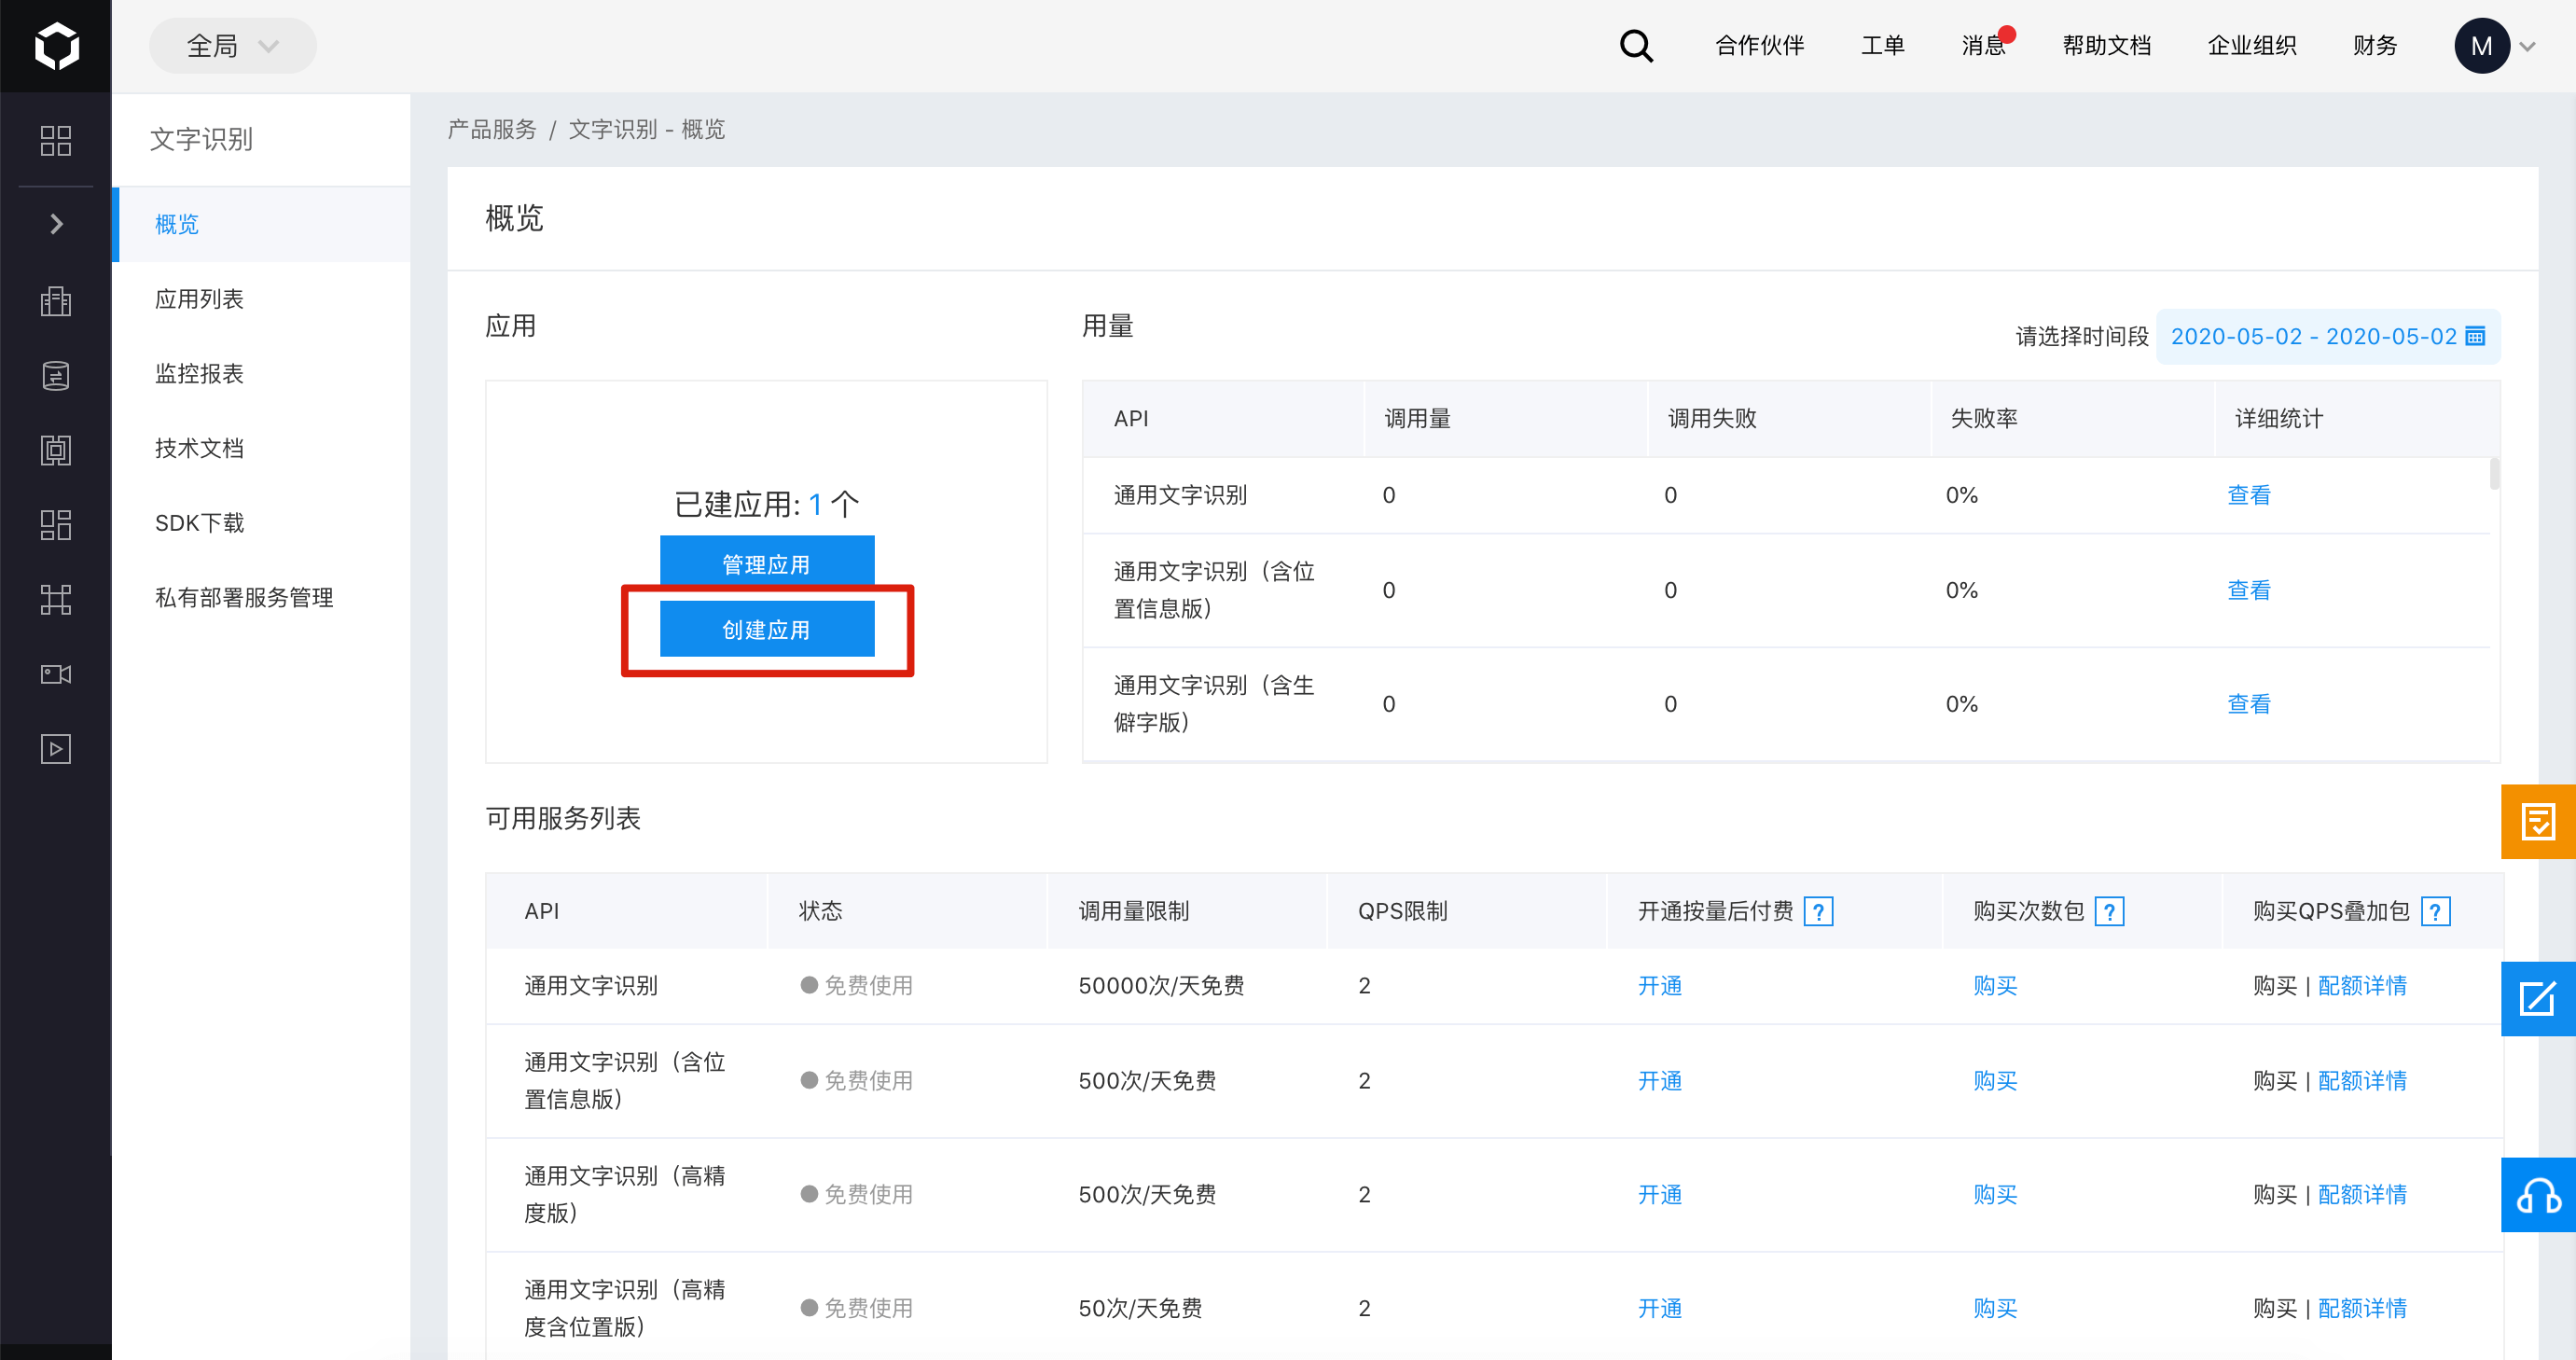 全局
合作伙伴 工单 消息 帮助文档 企业组织 财务 M
文字识别
概览
应用列表
监控报表
技术文档
SDK下载
私有部署服务管理
产品服务 / 文字识别 - 概览
概览
应用
已建应用: 1 个
管理应用
创建应用
用量
请选择时间段 2020-05-02 - 2020-05-02
API 调用量 调用失败 失败率 详细统计
通用文字识别 0 0 0% 查看
通用文字识别（含位
置信息版） 0 0 0% 查看
通用文字识别（含生
僻字版） 0 0 0% 查看
可用服务列表
API 状态 调用量限制 QPS限制 开通按量后付费 ? 购买次数包 ? 购买QPS叠加包 ?
通用文字识别 免费使用 50000次/天免费 2 开通 购买 购买 | 配额详情
通用文字识别（含位
置信息版） 免费使用 500次/天免费 2 开通 购买 购买 | 配额详情
通用文字识别（高精
度版） 免费使用 500次/天免费 2 开通 购买 购买 | 配额详情
通用文字识别（高精
度含位置版） 免费使用 50次/天免费 2 开通 购买 购买 | 配额详情